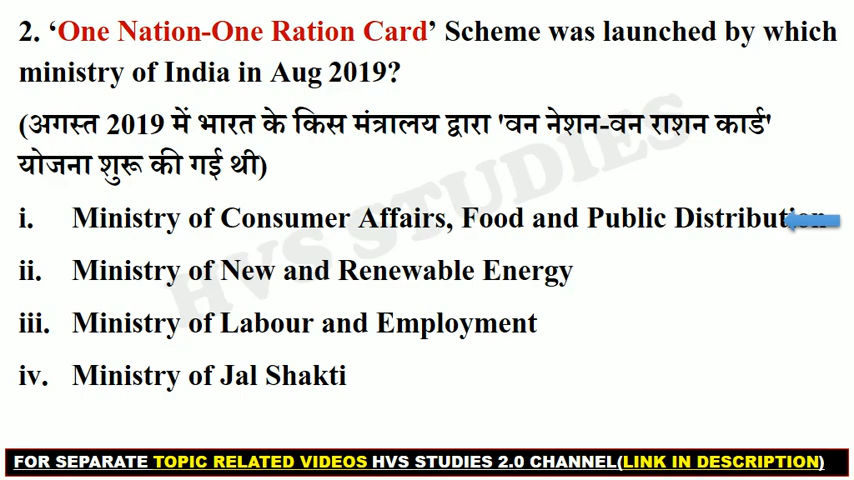 2. ‘One Nation-One Ration Card’ Scheme was launched by which
ministry of India in Aug 2019?
(अगस्त 2019 में भारत के किस मंत्रालय द्वारा 'वन नेशन-वन राशन कार्ड'
योजना शुरू की गई थी)
i. Ministry of Consumer Affairs, Food and Public Distribution
ii. Ministry of New and Renewable Energy
iii. Ministry of Labour and Employment
iv. Ministry of Jal Shakti
HVS STUDIES
FOR SEPARATE TOPIC RELATED VIDEOS HVS STUDIES 2.0 CHANNEL(LINK IN DESCRIPTION)